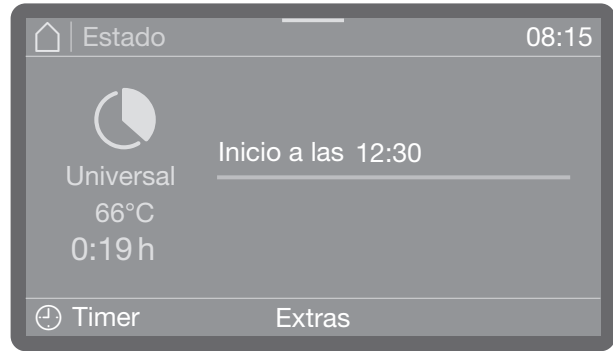 Estado 08:15
Inicio a las 12:30
Universal
66°C
0:19 h
Timer Extras